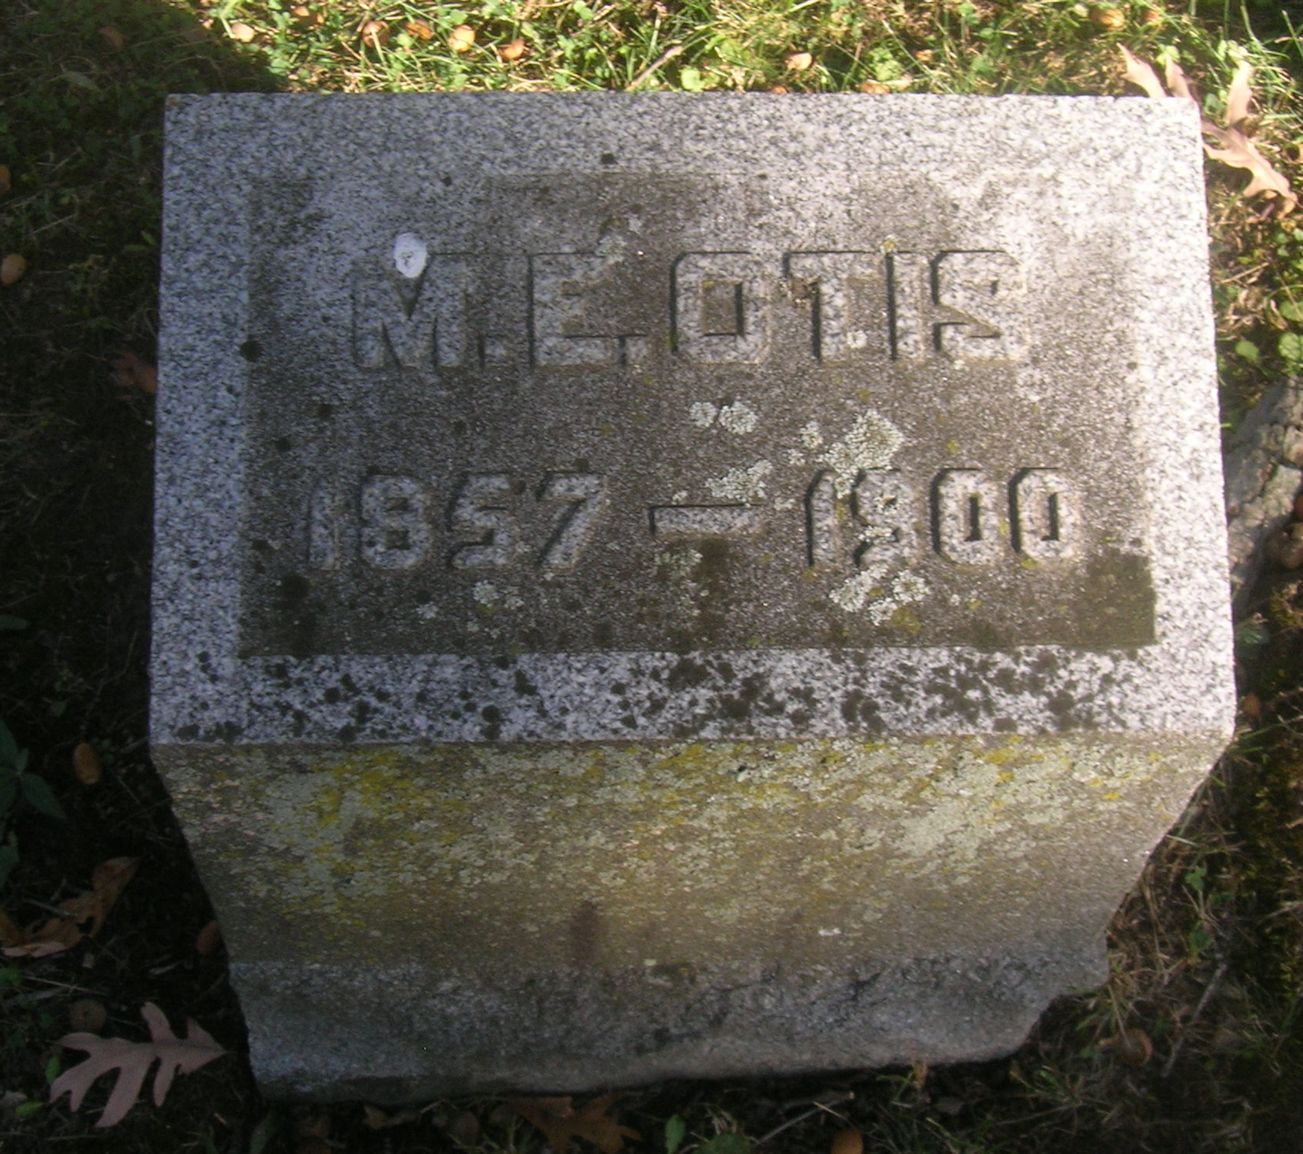 M. E. OTIS
1857 — 1900